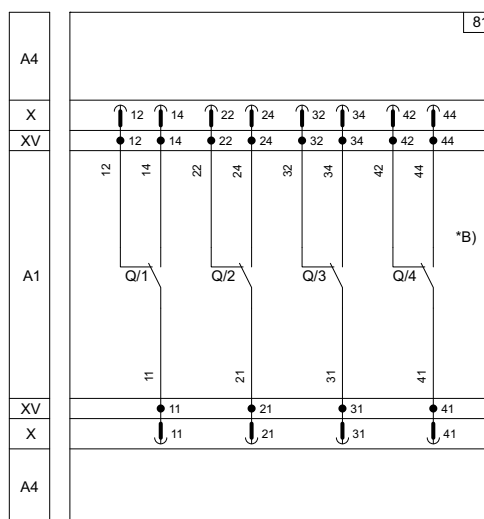 81
A4
X 12 14 22 24 32 34 42 44
XV 12 14 22 24 32 34 42 44
12 14 22 24 32 34 42 44
*B)
A1 Q/1 Q/2 Q/3 Q/4
11 21 31 41
XV 11 21 31 41
X 11 21 31 41
A4